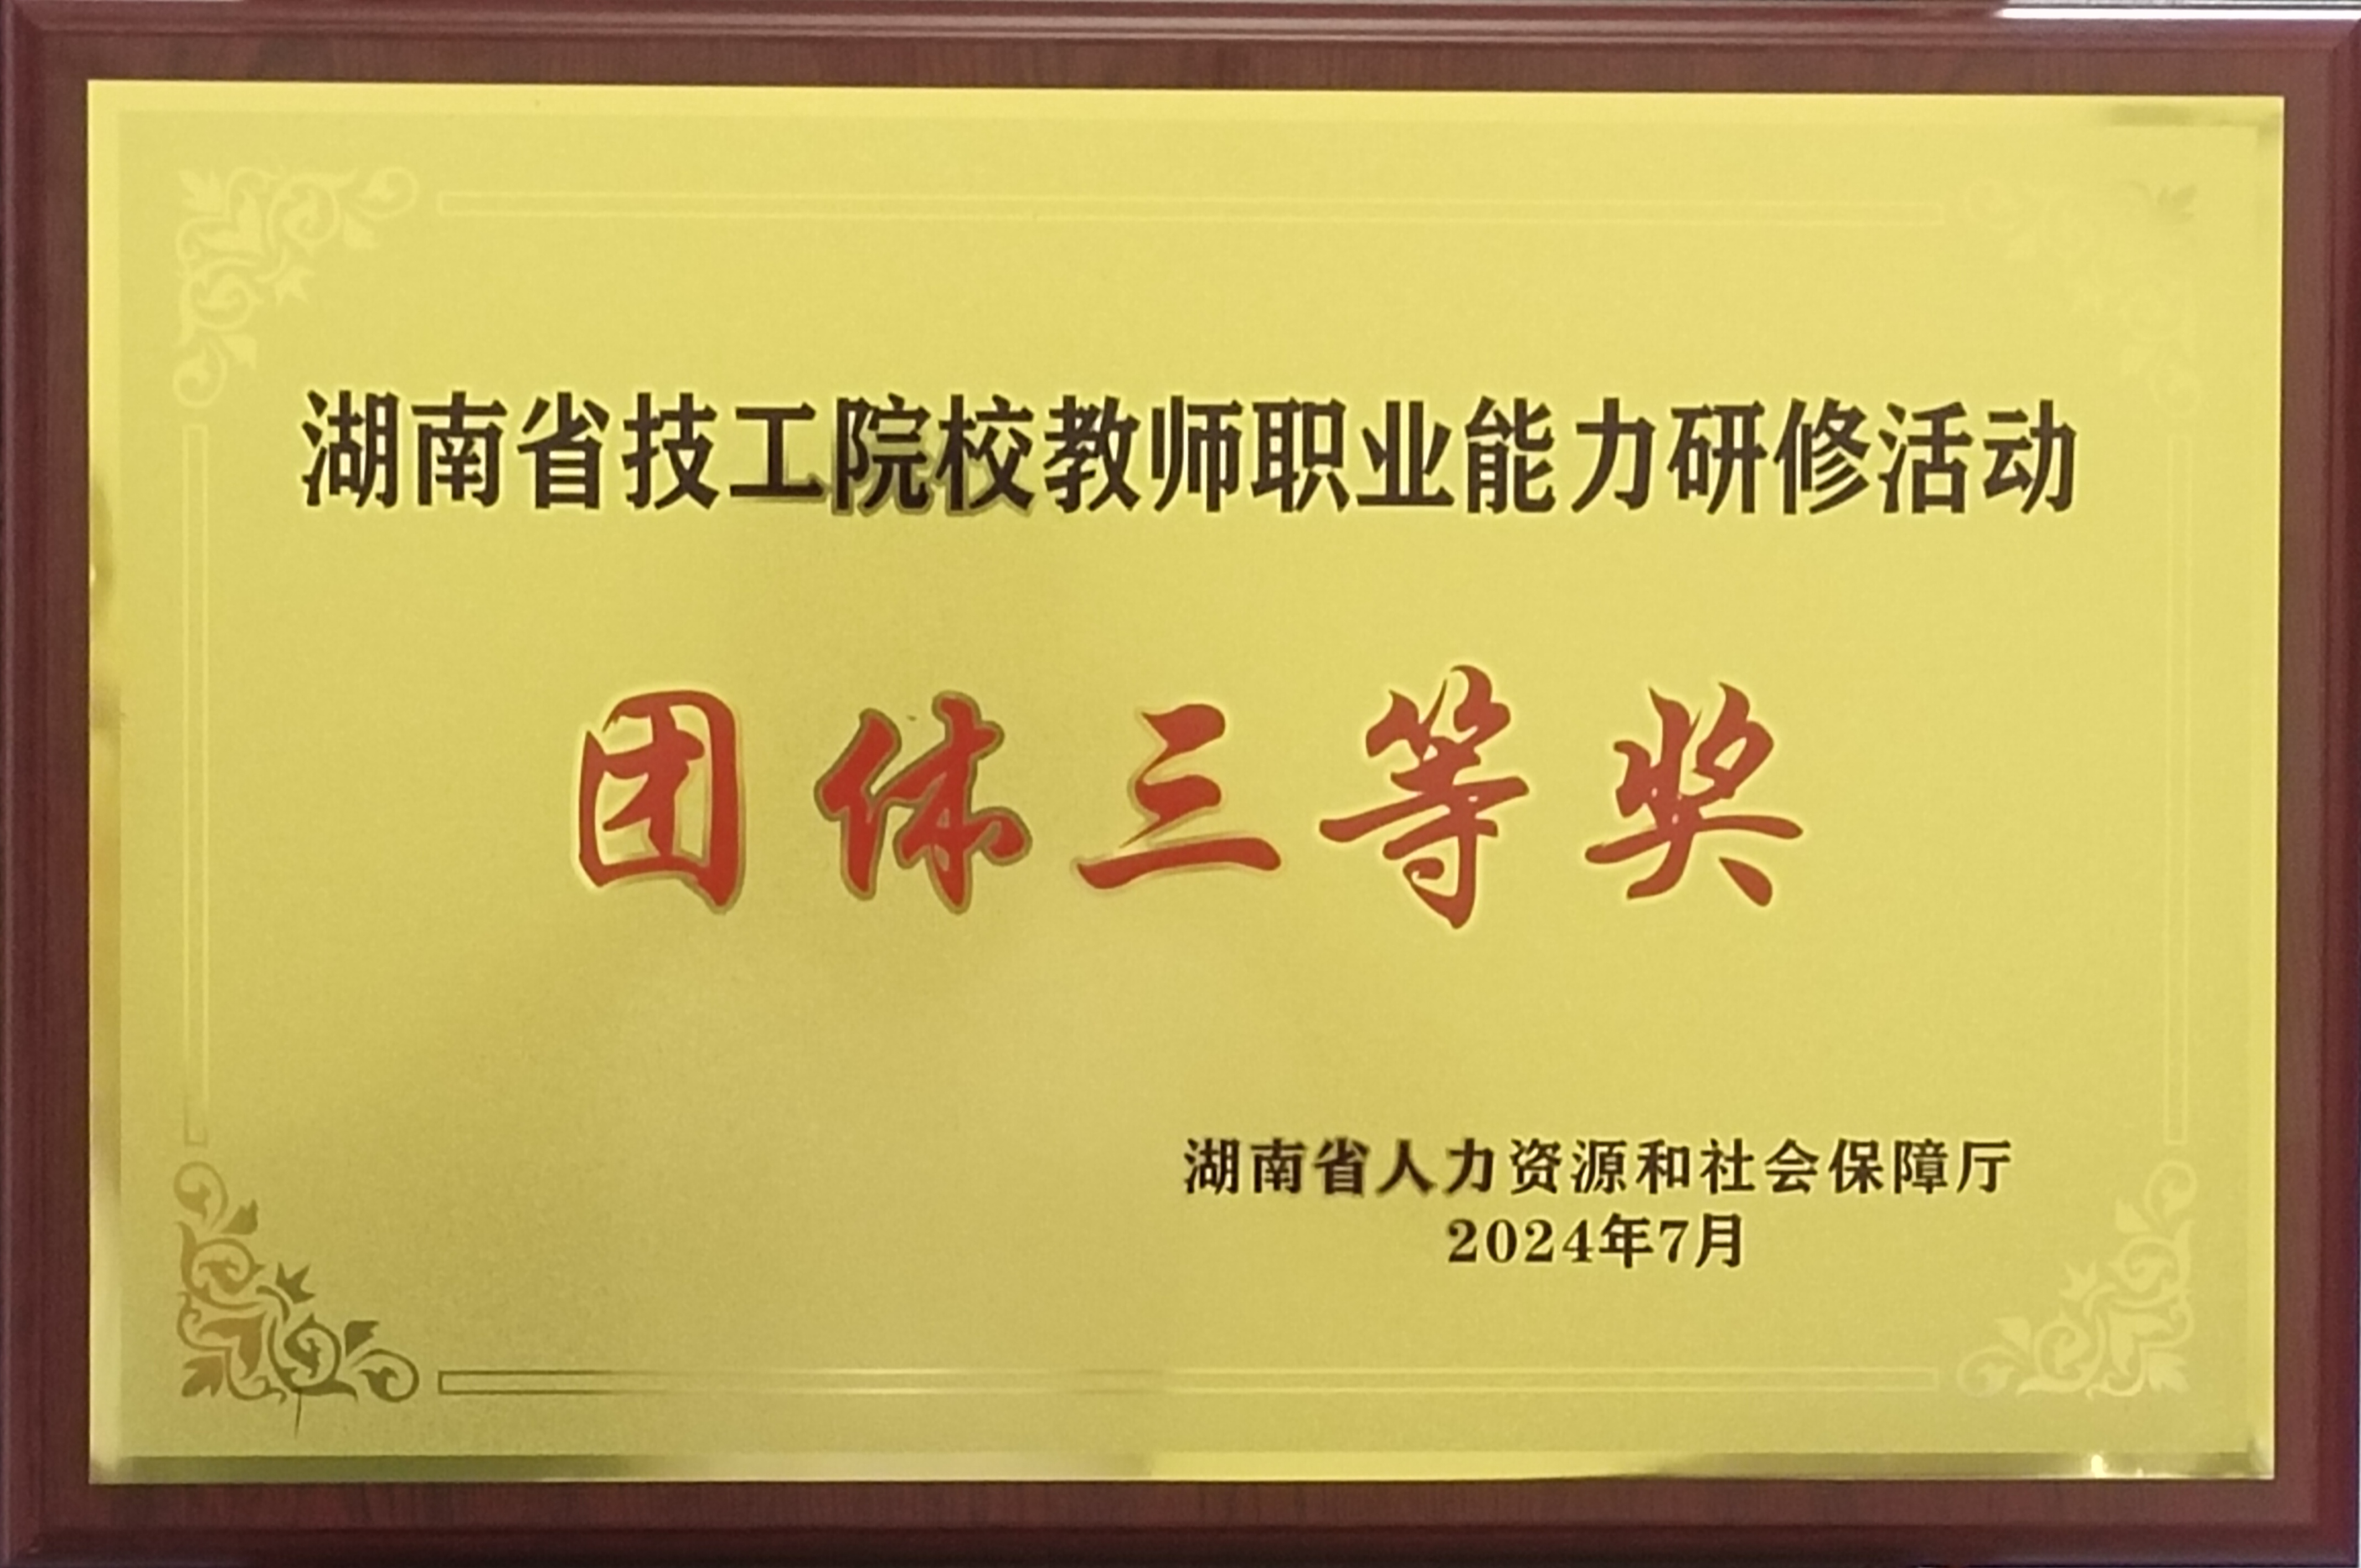 湖南省技工院校教师职业能力研修活动
团体三等奖
湖南省人力资源和社会保障厅
2024年7月